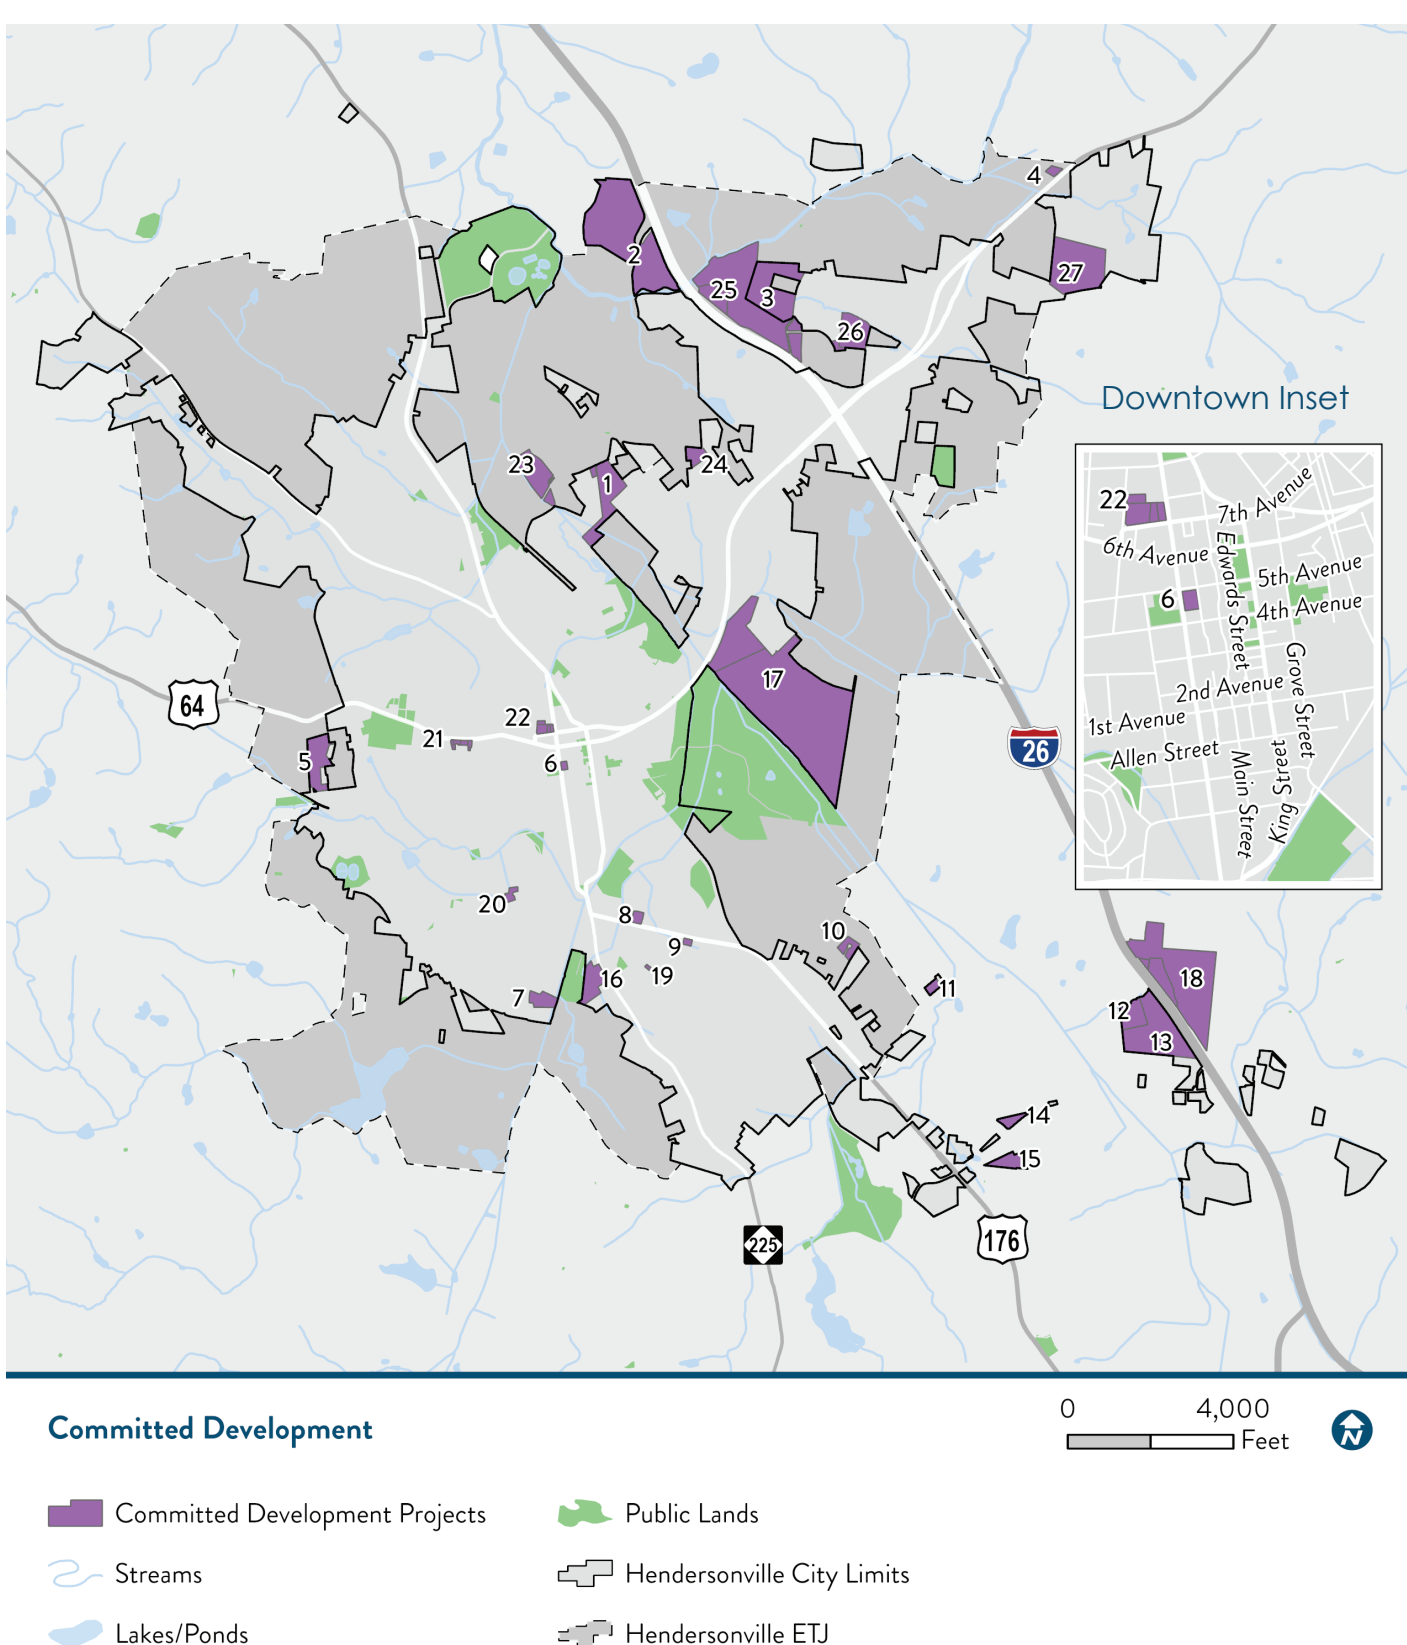 4
2
27
25
3
26
Downtown Inset
23
1
24
22
7th Avenue
6th Avenue
Edwards Street
5th Avenue
6
4th Avenue
Grove Street
2nd Avenue
1st Avenue
Allen Street
Main Street
King Street
17
64
22
21
5
6
26
20
8
9
10
16
19
7
11
18
12
13
14
15
176
225
Committed Development
0 4,000
Feet
N
Committed Development Projects
Public Lands
Streams
Hendersonville City Limits
Lakes/Ponds
Hendersonville ETJ